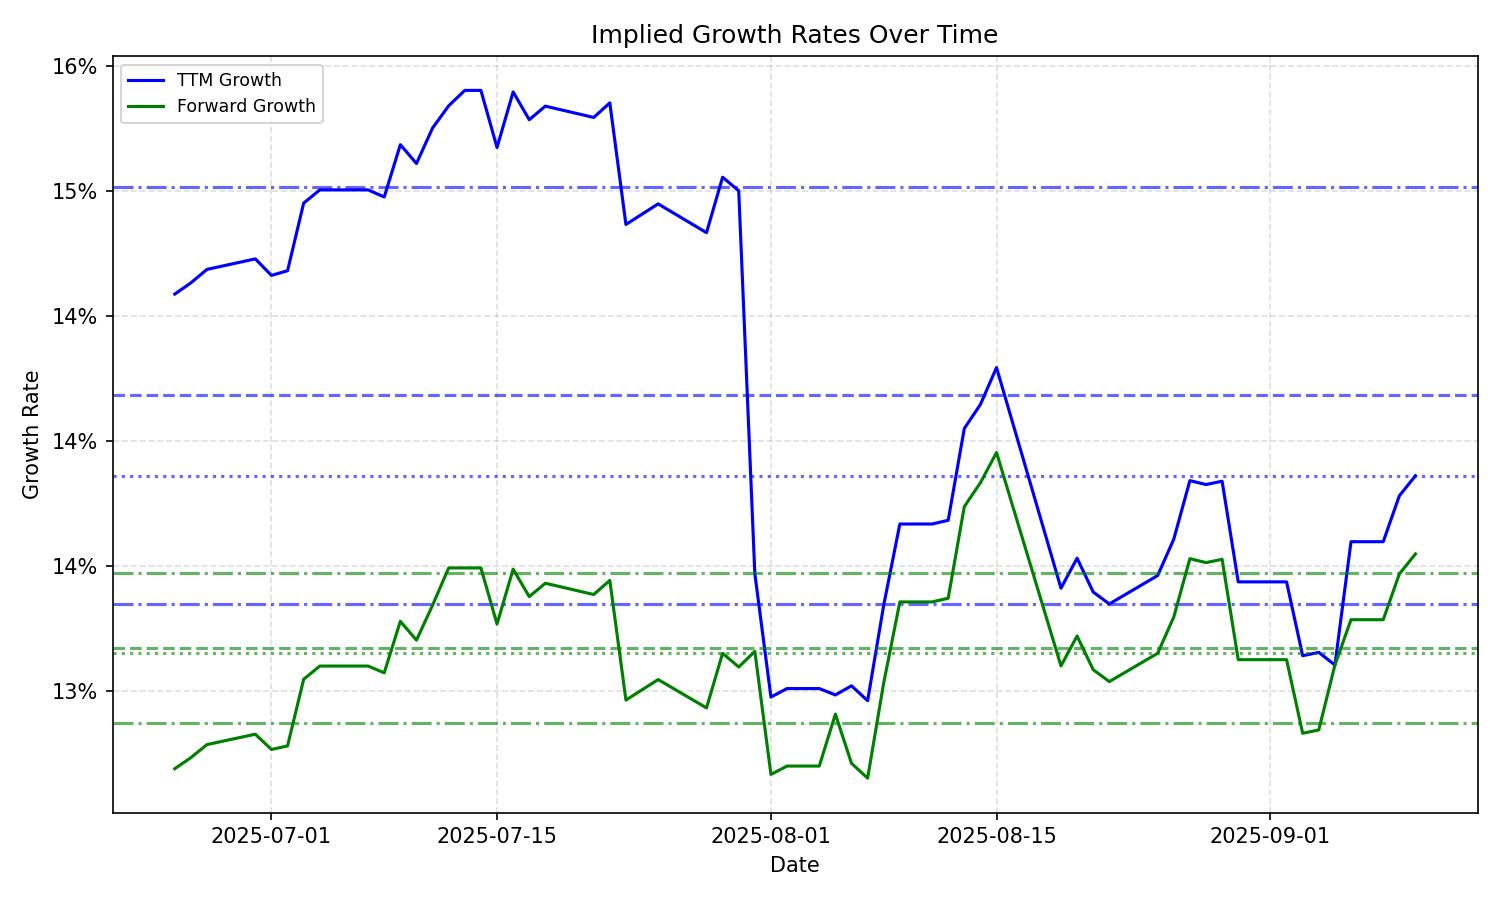 Implied Growth Rates Over Time
TTM Growth
Forward Growth
16%
15%
14%
14%
14%
13%
Growth Rate
2025-07-01
2025-07-15
2025-08-01
2025-08-15
2025-09-01
Date